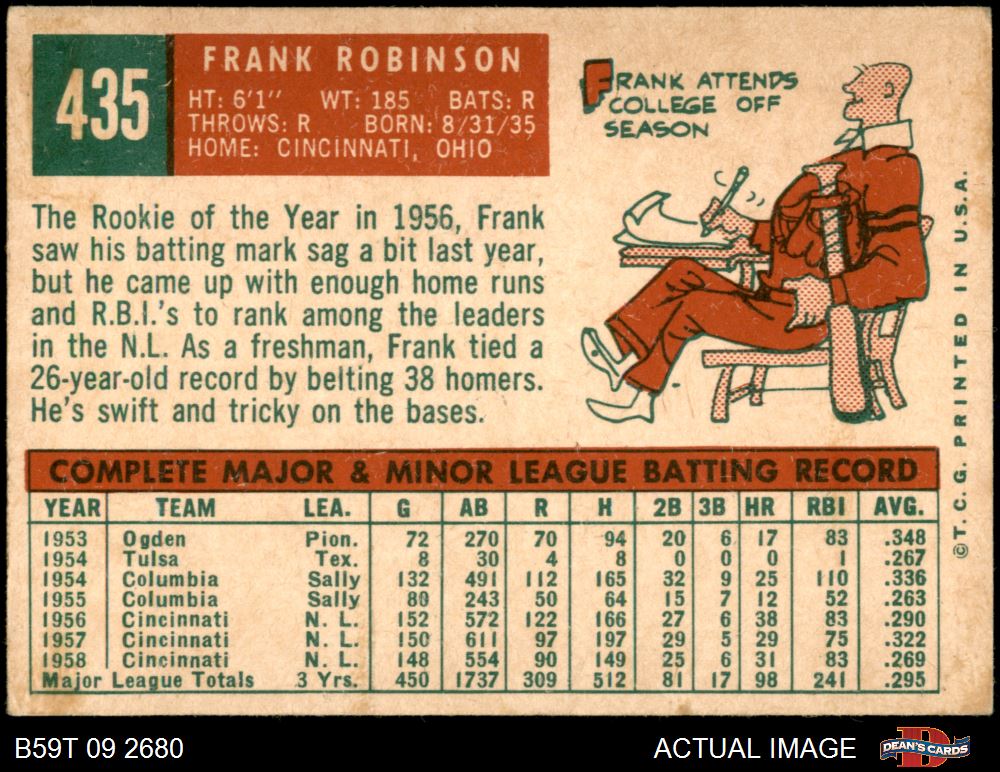 435
FRANK ROBINSON
HT: 6'1" WT: 185 BATS: R
THROWS: R BORN: 8/31/35
HOME: CINCINNATI, OHIO
FRANK ATTENDS
COLLEGE OFF
SEASON
The Rookie of the Year in 1956, Frank
saw his batting mark sag a bit last year,
but he came up with enough home runs
and R.B.I.'s to rank among the leaders
in the N.L. As a freshman, Frank tied a
26-year-old record by belting 38 homers.
He's swift and tricky on the bases.
COMPLETE MAJOR & MINOR LEAGUE BATTING RECORD
YEAR TEAM LEA. G AB R H 2B 3B HR RBI AVG.
1953 Ogden Pion. 72 270 70 94 20 6 17 83 .348
1954 Tulsa Tex. 8 30 4 8 0 0 0 1 .267
1954 Columbia Sally 132 491 112 165 32 9 25 110 .336
1955 Columbia Sally 80 243 50 64 15 7 12 52 .263
1956 Cincinnati N. L. 152 572 122 166 27 6 38 83 .290
1957 Cincinnati N. L. 150 611 97 197 29 5 29 75 .322
1958 Cincinnati N. L. 148 554 90 149 25 6 31 83 .269
Major League Totals 3 Yrs. 450 1737 309 512 81 17 98 241 .295
©T.C.G. PRINTED IN U.S.A.
B59T 09 2680
ACTUAL IMAGE
DEAN'S CARDS